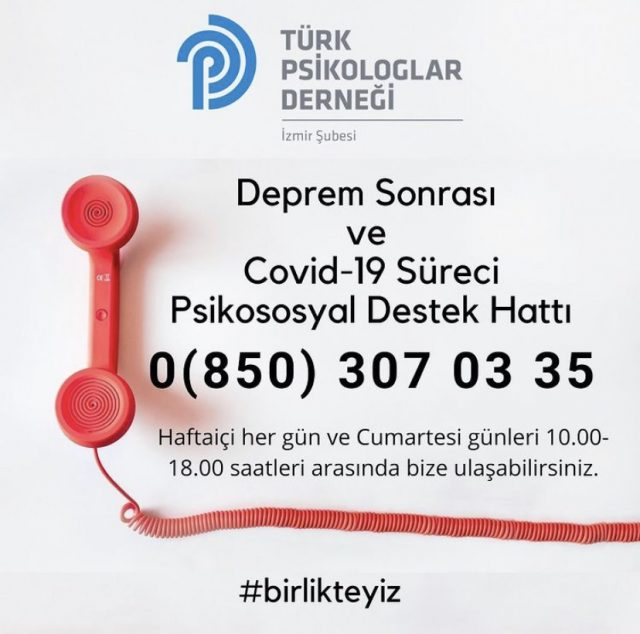 TÜRK
PSİKOLOGLAR
DERNEĞİ
İzmir Şubesi
Deprem Sonrası
ve
Covid-19 Süreci
Psikososyal Destek Hattı
0(850) 307 03 35
Haftaiçi her gün ve Cumartesi günleri 10.00-
18.00 saatleri arasında bize ulaşabilirsiniz.
#birlikteyiz